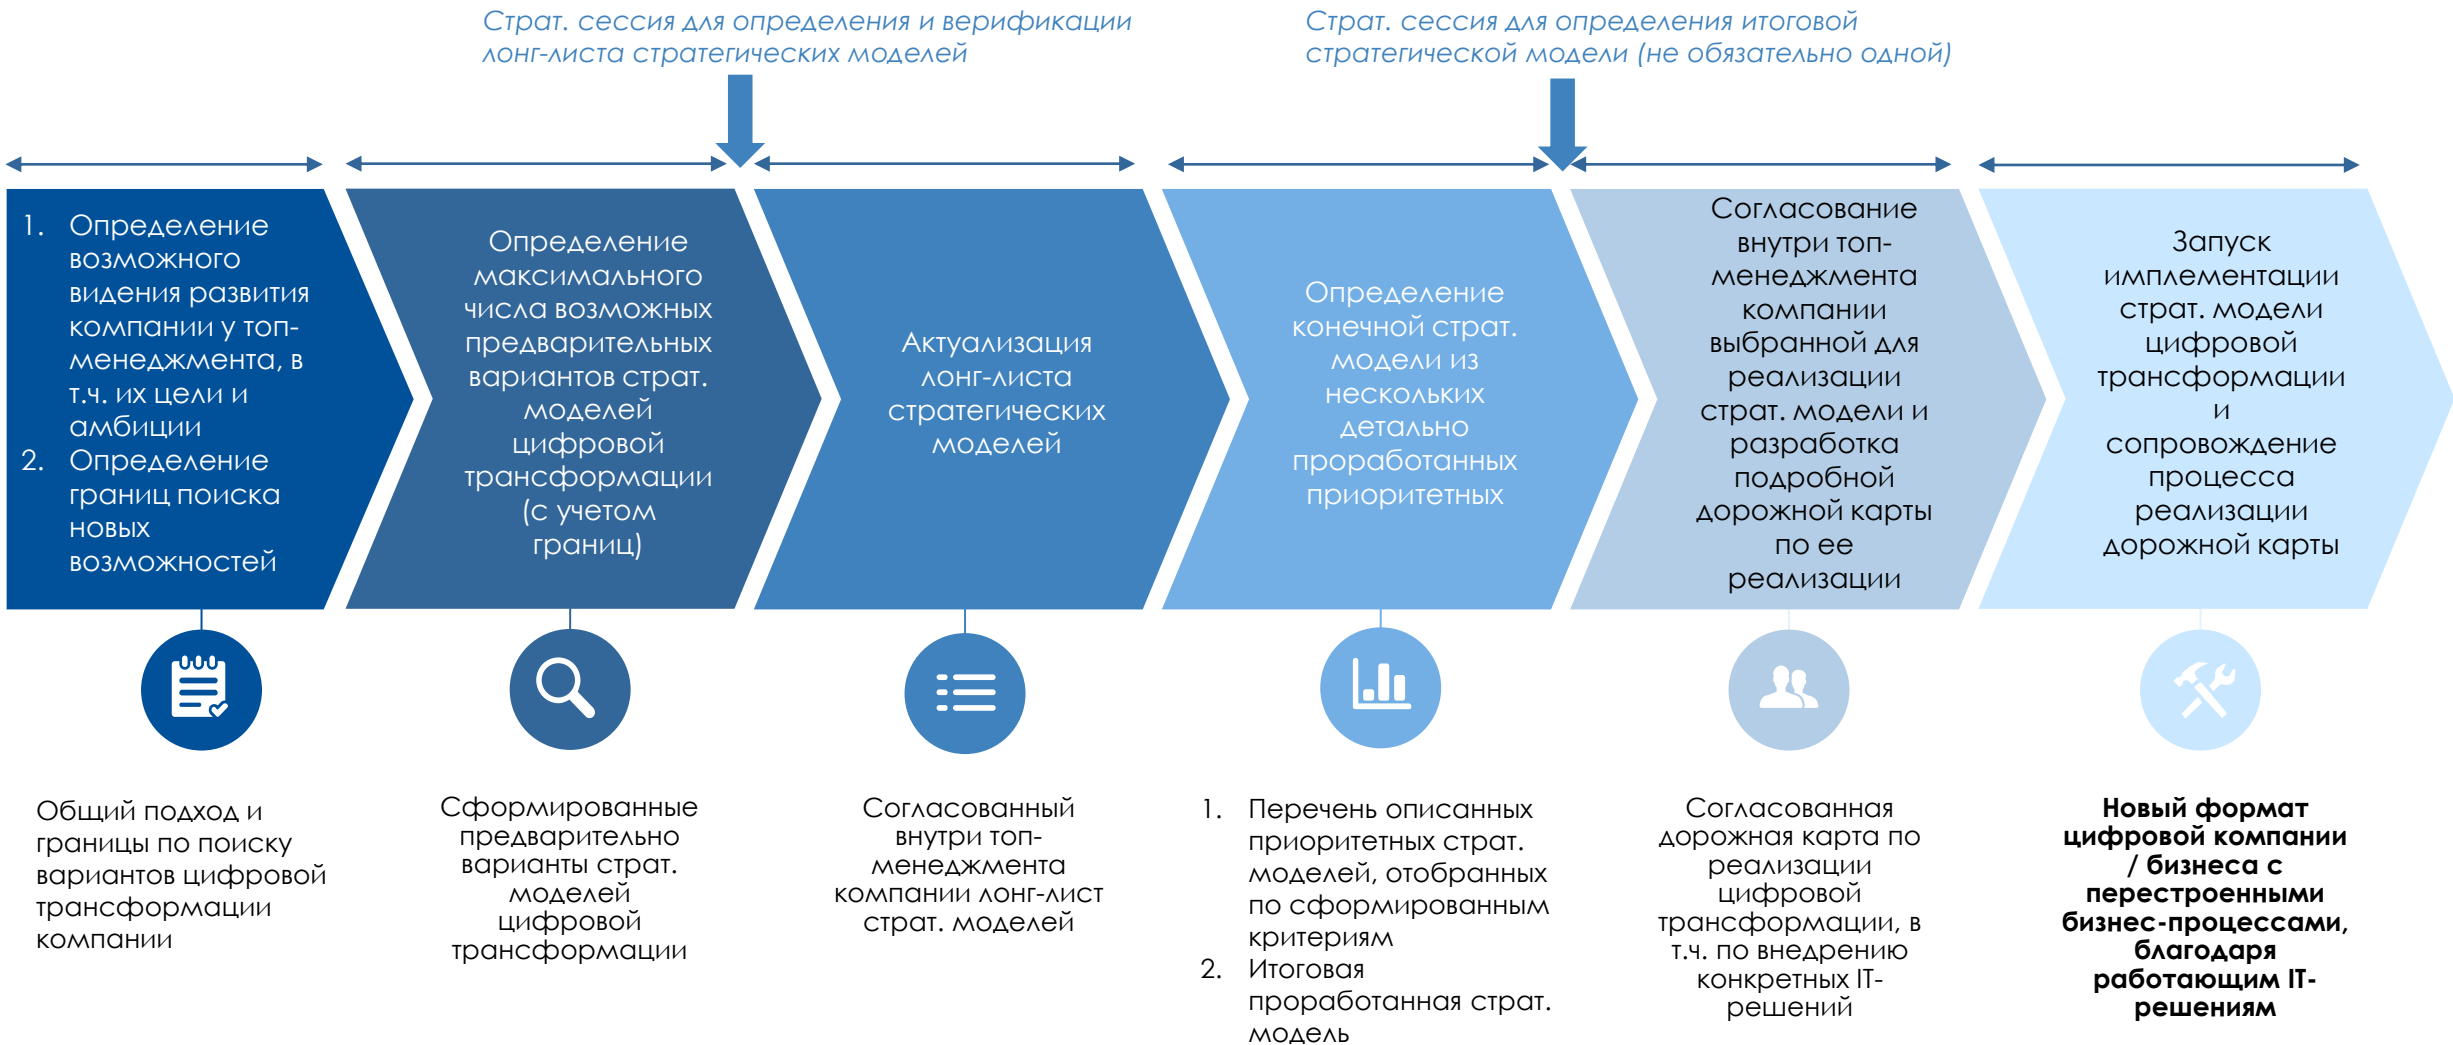 Страт. сессия для определения и верификации
лонг-листа стратегических моделей
Страт. сессия для определения итоговой
стратегической модели (не обязательно одной)
1. Определение
возможного
видения развития
компании у топ-
менеджмента, в
т.ч. их цели и
амбиции
2. Определение
границ поиска
новых
возможностей
Определение
максимального
числа возможных
предварительных
вариантов страт.
моделей
цифровой
трансформации
(с учетом
границ)
Актуализация
лонг-листа
стратегических
моделей
Определение
конечной страт.
модели из
нескольких
детально
проработанных
приоритетных
Согласование
внутри топ-
менеджмента
компании
выбранной для
реализации
страт. модели и
разработка
подробной
дорожной карты
по ее
реализации
Запуск
имплементации
страт. модели
цифровой
трансформации
и
сопровождение
процесса
реализации
дорожной карты
Общий подход и
границы по поиску
вариантов цифровой
трансформации
компании
Сформированные
предварительно
варианты страт.
моделей
цифровой
трансформации
Согласованный
внутри топ-
менеджмента
компании лонг-лист
страт. моделей
1. Перечень описанных
приоритетных страт.
моделей, отобранных
по сформированным
критериям
2. Итоговая
проработанная страт.
модель
Согласованная
дорожная карта по
реализации
цифровой
трансформации, в
т.ч. по внедрению
конкретных IT-
решений
Новый формат
цифровой компании
/ бизнеса с
перестроенными
бизнес-процессами,
благодаря
работающим IT-
решениям